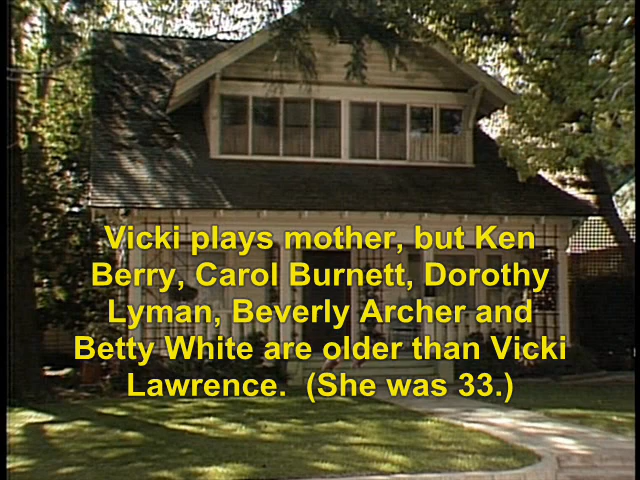 Vicki plays mother, but Ken
Berry, Carol Burnett, Dorothy
Lyman, Beverly Archer and
Betty White are older than Vicki
Lawrence.  (She was 33.)